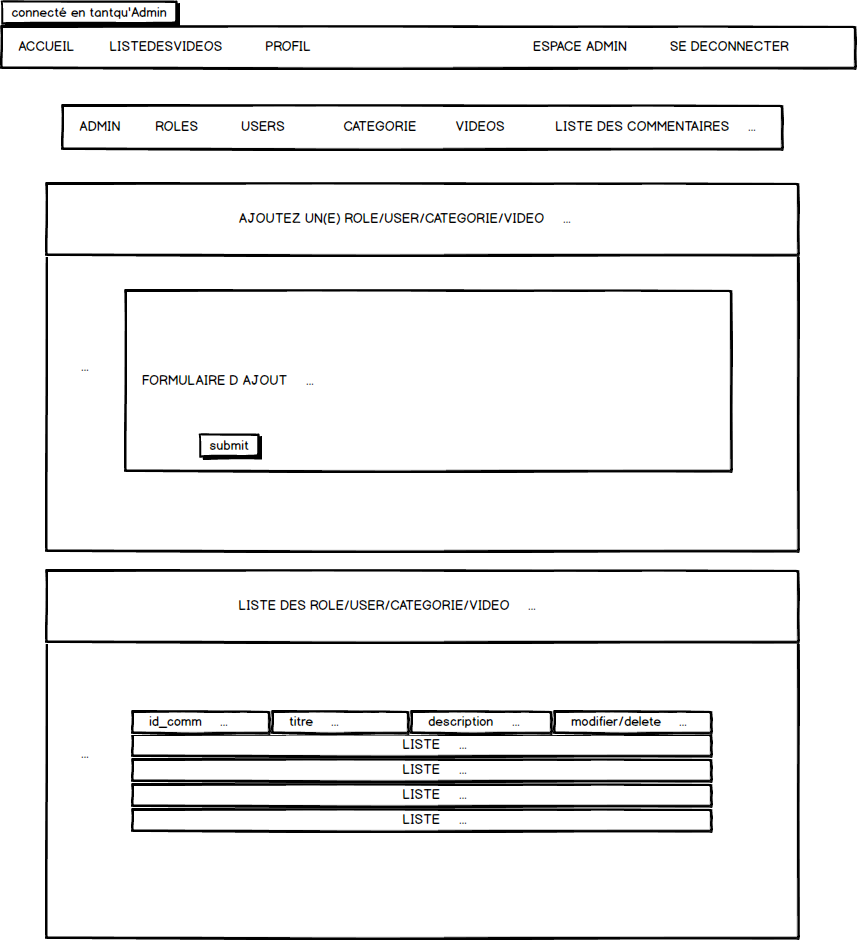 connecté en tantqu'Admin
ACCUEIL LISTEDESVIDEOS PROFIL ESPACE ADMIN SE DECONNECTER
ADMIN ROLES USERS CATEGORIE VIDEOS LISTE DES COMMENTAIRES ...
AJOUTEZ UN(E) ROLE/USER/CATEGORIE/VIDEO ...
...
FORMULAIRE D AJOUT ...
submit
LISTE DES ROLE/USER/CATEGORIE/VIDEO ...
id_comm ... titre ... description ... modifier/delete ...
LISTE ...
...
LISTE ...
LISTE ...
LISTE ...